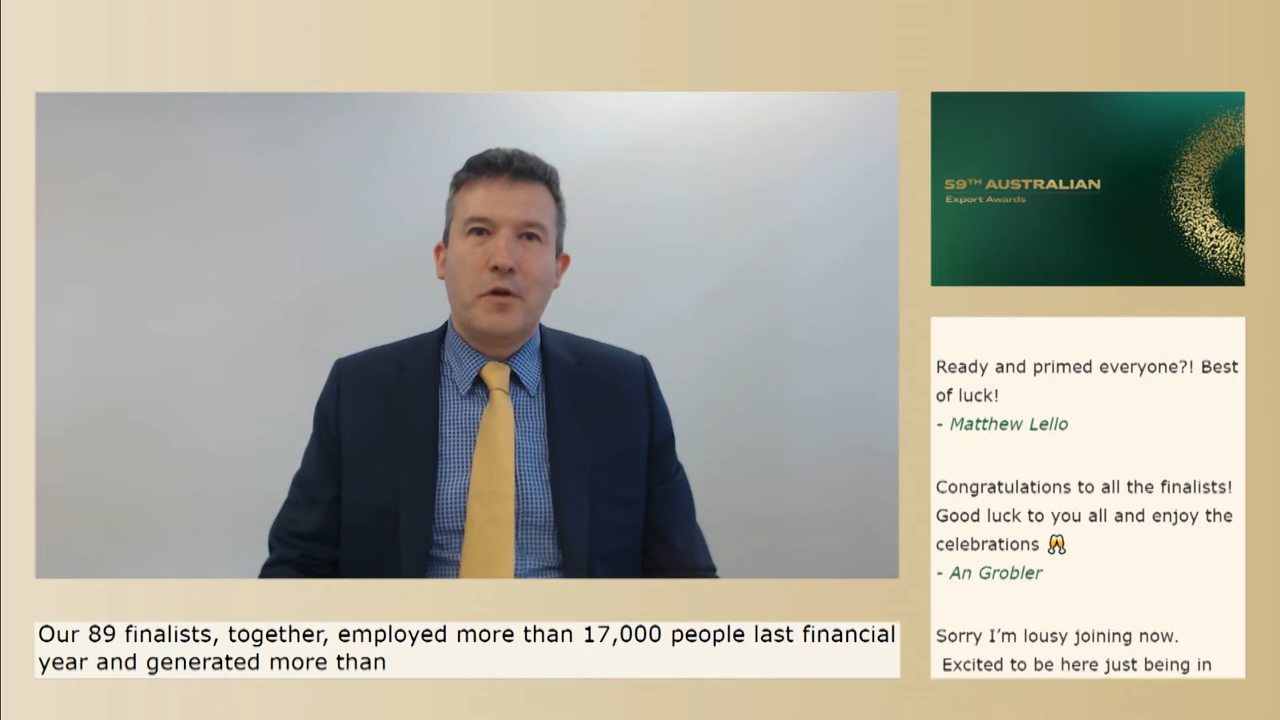 59TH AUSTRALIAN
Export Awards
Ready and primed everyone?! Best
of luck!
- Matthew Lello
Congratulations to all the finalists!
Good luck to you all and enjoy the
celebrations 🥂
- An Grobler
Sorry I’m lousy joining now.
Excited to be here just being in
Our 89 finalists, together, employed more than 17,000 people last financial
year and generated more than